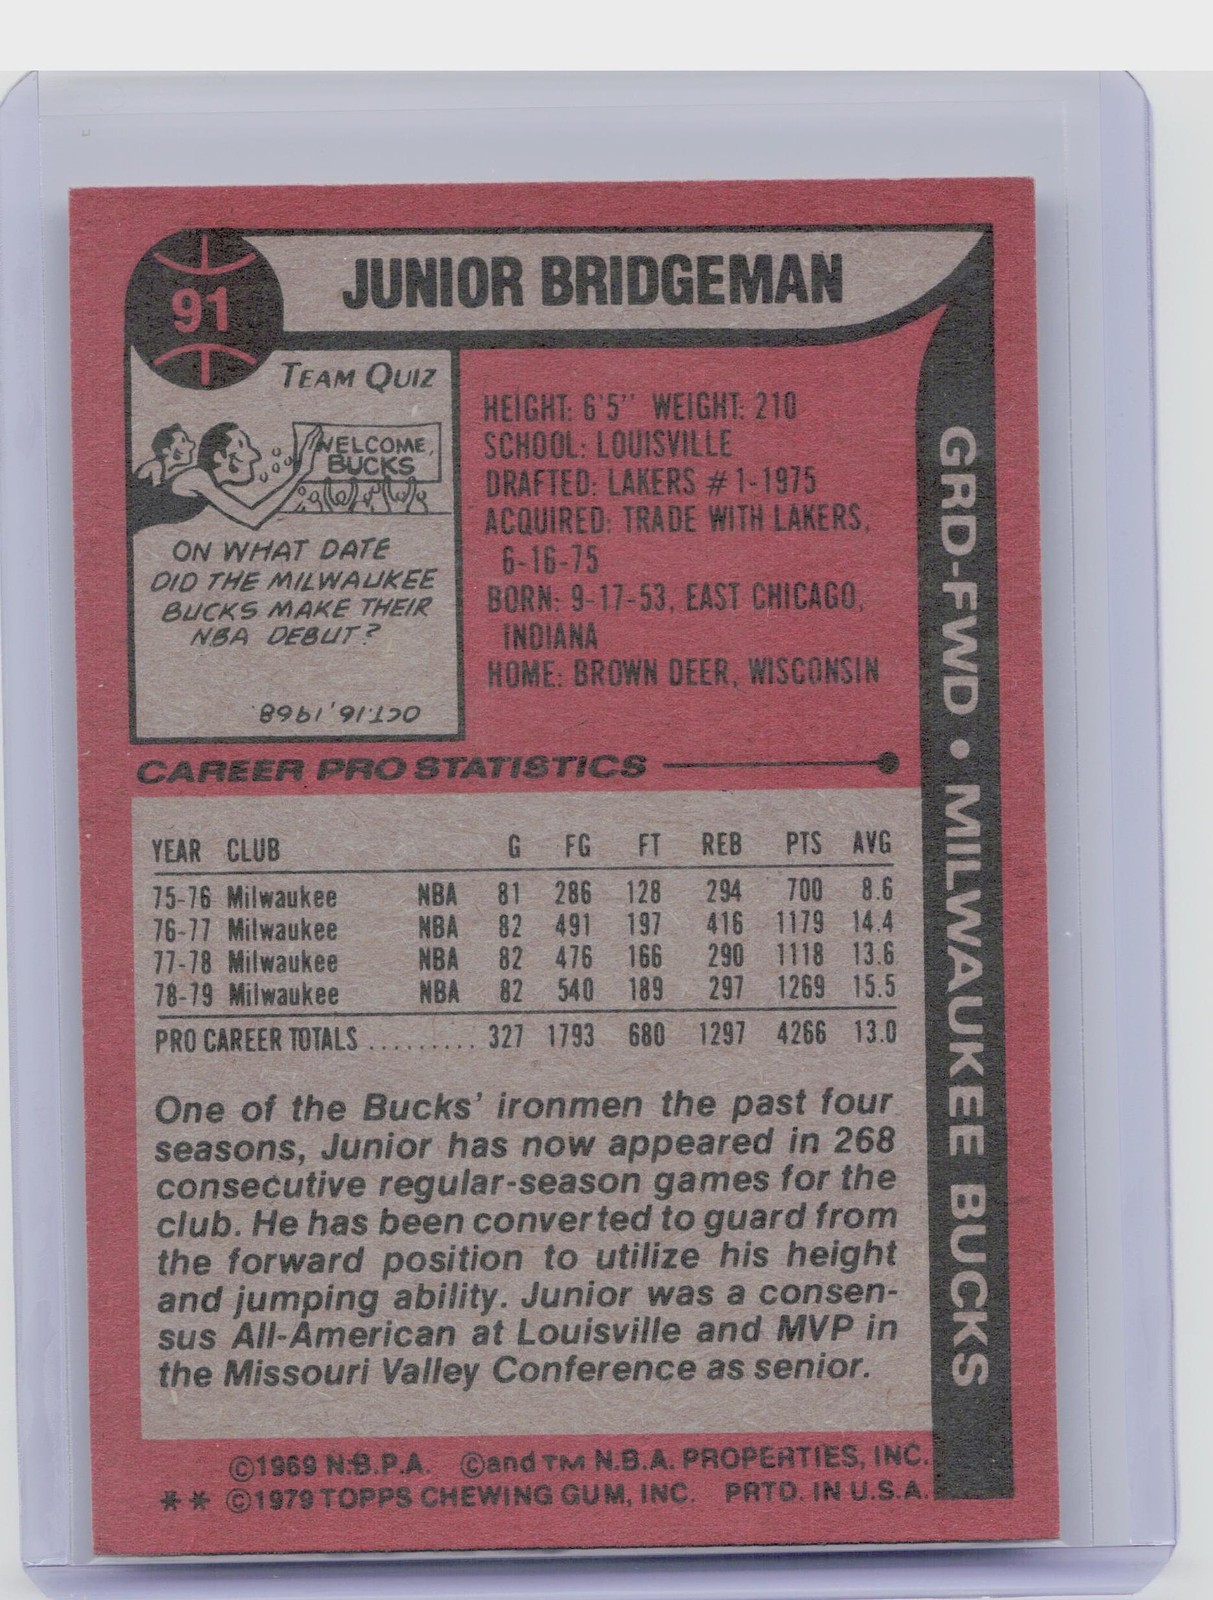 91
JUNIOR BRIDGEMAN
TEAM QUIZ
WELCOME,
BUCKS
ON WHAT DATE
DID THE MILWAUKEE
BUCKS MAKE THEIR
NBA DEBUT?
OCT. 16, 1968
HEIGHT: 6'5" WEIGHT: 210
SCHOOL: LOUISVILLE
DRAFTED: LAKERS #1-1975
ACQUIRED: TRADE WITH LAKERS,
6-16-75
BORN: 9-17-53, EAST CHICAGO,
INDIANA
HOME: BROWN DEER, WISCONSIN
GRD-FWD • MILWAUKEE BUCKS
CAREER PRO STATISTICS
YEAR CLUB G FG FT REB PTS AVG
75-76 Milwaukee NBA 81 286 128 294 700 8.6
76-77 Milwaukee NBA 82 491 197 416 1179 14.4
77-78 Milwaukee NBA 82 476 166 290 1118 13.6
78-79 Milwaukee NBA 82 540 189 297 1269 15.5
PRO CAREER TOTALS ......... 327 1793 680 1297 4266 13.0
One of the Bucks' ironmen the past four
seasons, Junior has now appeared in 268
consecutive regular-season games for the
club. He has been converted to guard from
the forward position to utilize his height
and jumping ability. Junior was a consen-
sus All-American at Louisville and MVP in
the Missouri Valley Conference as senior.
©1969 N.B.P.A. ©and TM N.B.A. PROPERTIES, INC.
** ©1979 TOPPS CHEWING GUM, INC. PRTD. IN U.S.A.